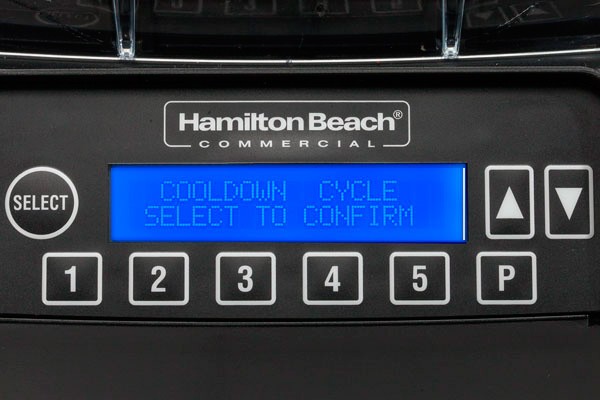 Hamilton Beach®
COMMERCIAL
SELECT
COOLDOWN CYCLE
SELECT TO CONFIRM
1 2 3 4 5 P